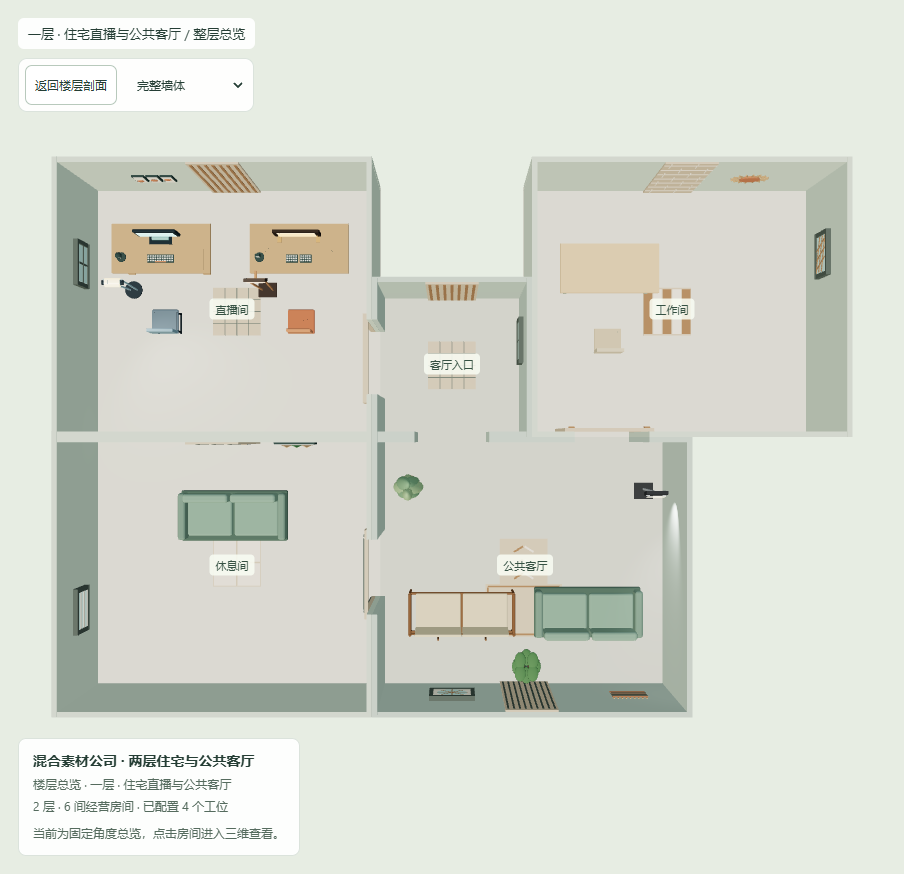 一层 · 住宅直播与公共客厅 / 整层总览
返回楼层剖面
完整墙体
直播间
工作间
客厅入口
休息间
公共客厅
混合素材公司 · 两层住宅与公共客厅
楼层总览 · 一层 · 住宅直播与公共客厅
2 层 · 6 间经营房间 · 已配置 4 个工位
当前为固定角度总览，点击房间进入三维查看。